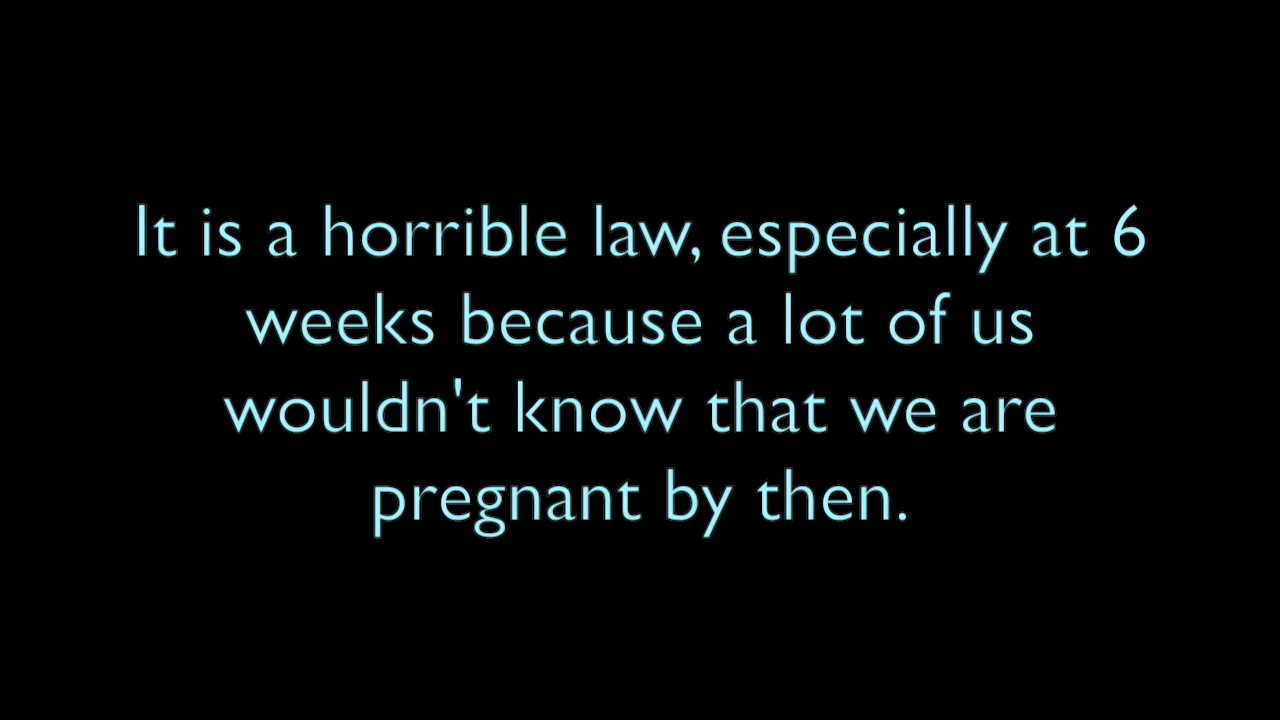 It is a horrible law, especially at 6
weeks because a lot of us
wouldn't know that we are
pregnant by then.